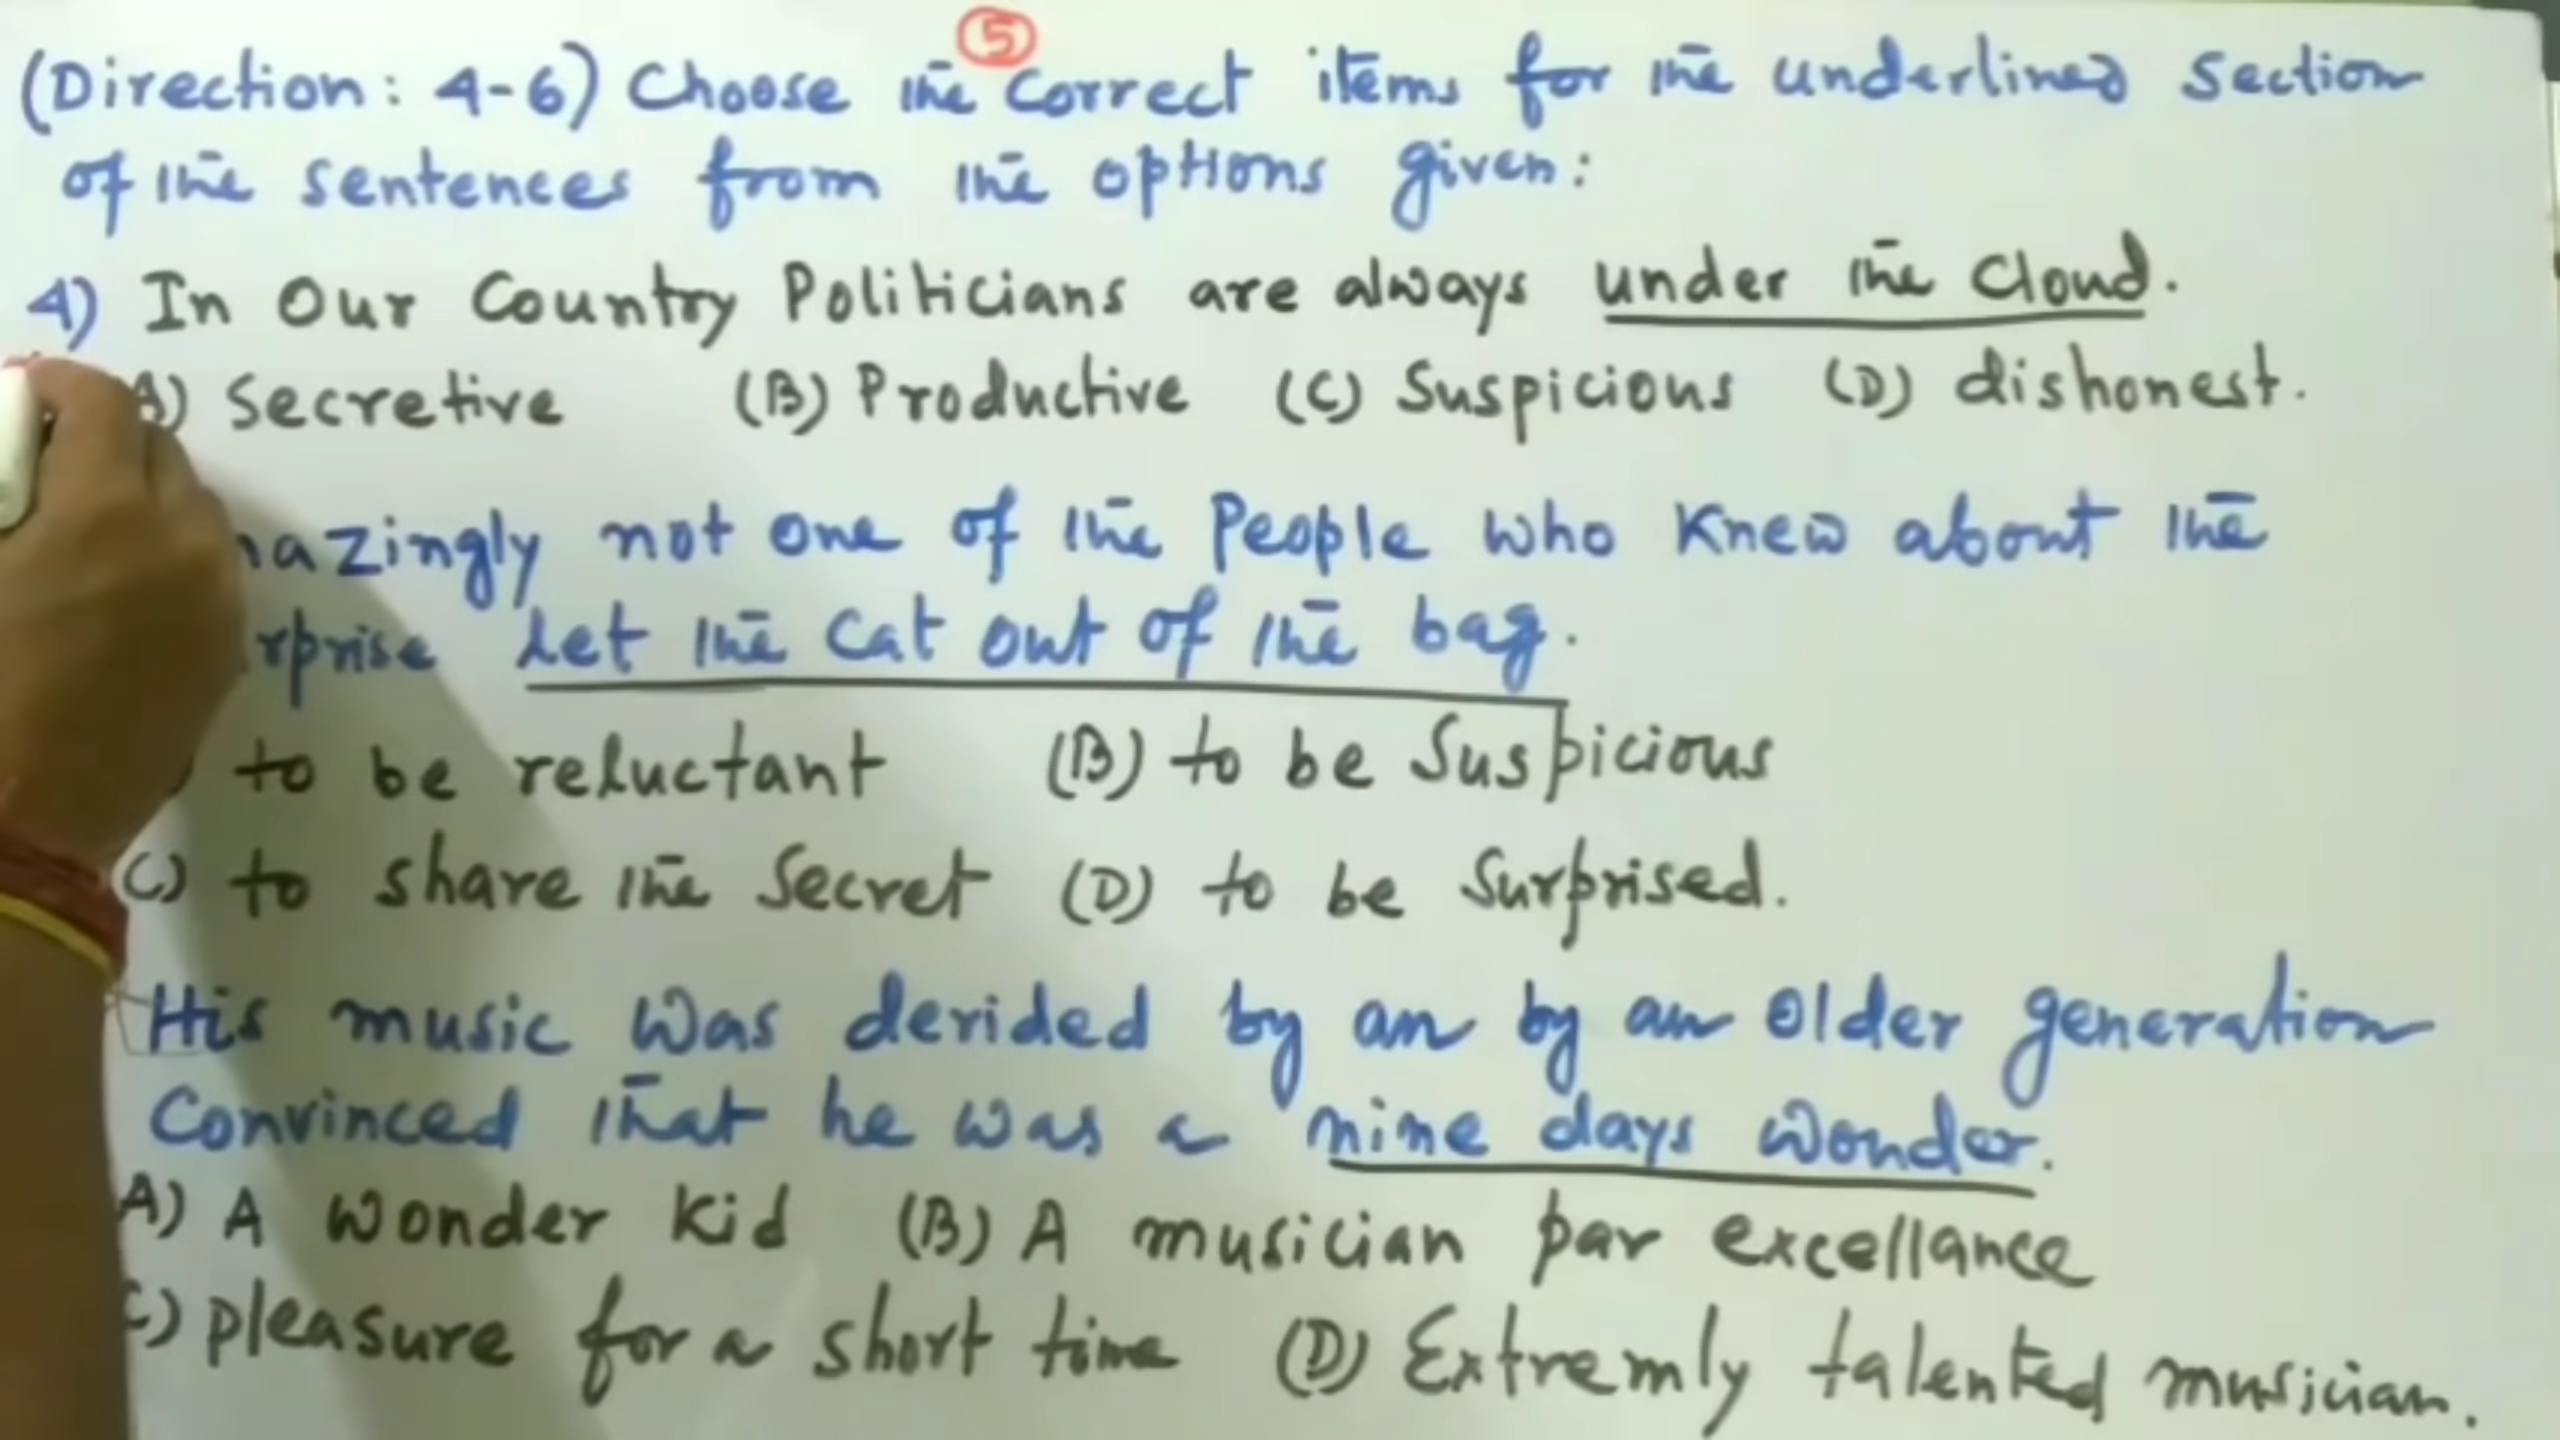 ⑤
(Direction: 4-6) Choose the correct items for the underlined section
of the sentences from the options given:
4) In Our Country Politicians are always under the Cloud.
A) Secretive (B) Productive (C) Suspicious (D) dishonest.
not one of the People who Knew about the
Let the Cat out of the bag.
to be reluctant (B) to be Suspicious
C) to share the Secret (D) to be Surprised.
His music was derided by an by an older generation
Convinced that he was a nine days wonder.
A) A wonder Kid (B) A musician par excellance
C) pleasure for a short time (D) Extremly talented musician.